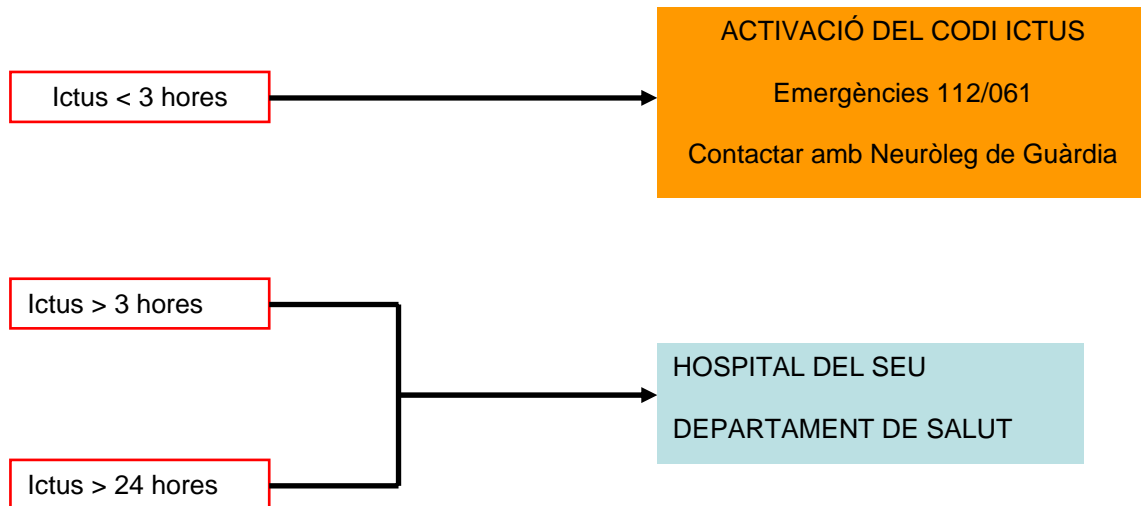 ACTIVACIÓ DEL CODI ICTUS
Ictus < 3 hores
Emergències 112/061
Contactar amb Neuròleg de Guàrdia
Ictus > 3 hores
HOSPITAL DEL SEU
DEPARTAMENT DE SALUT
Ictus > 24 hores